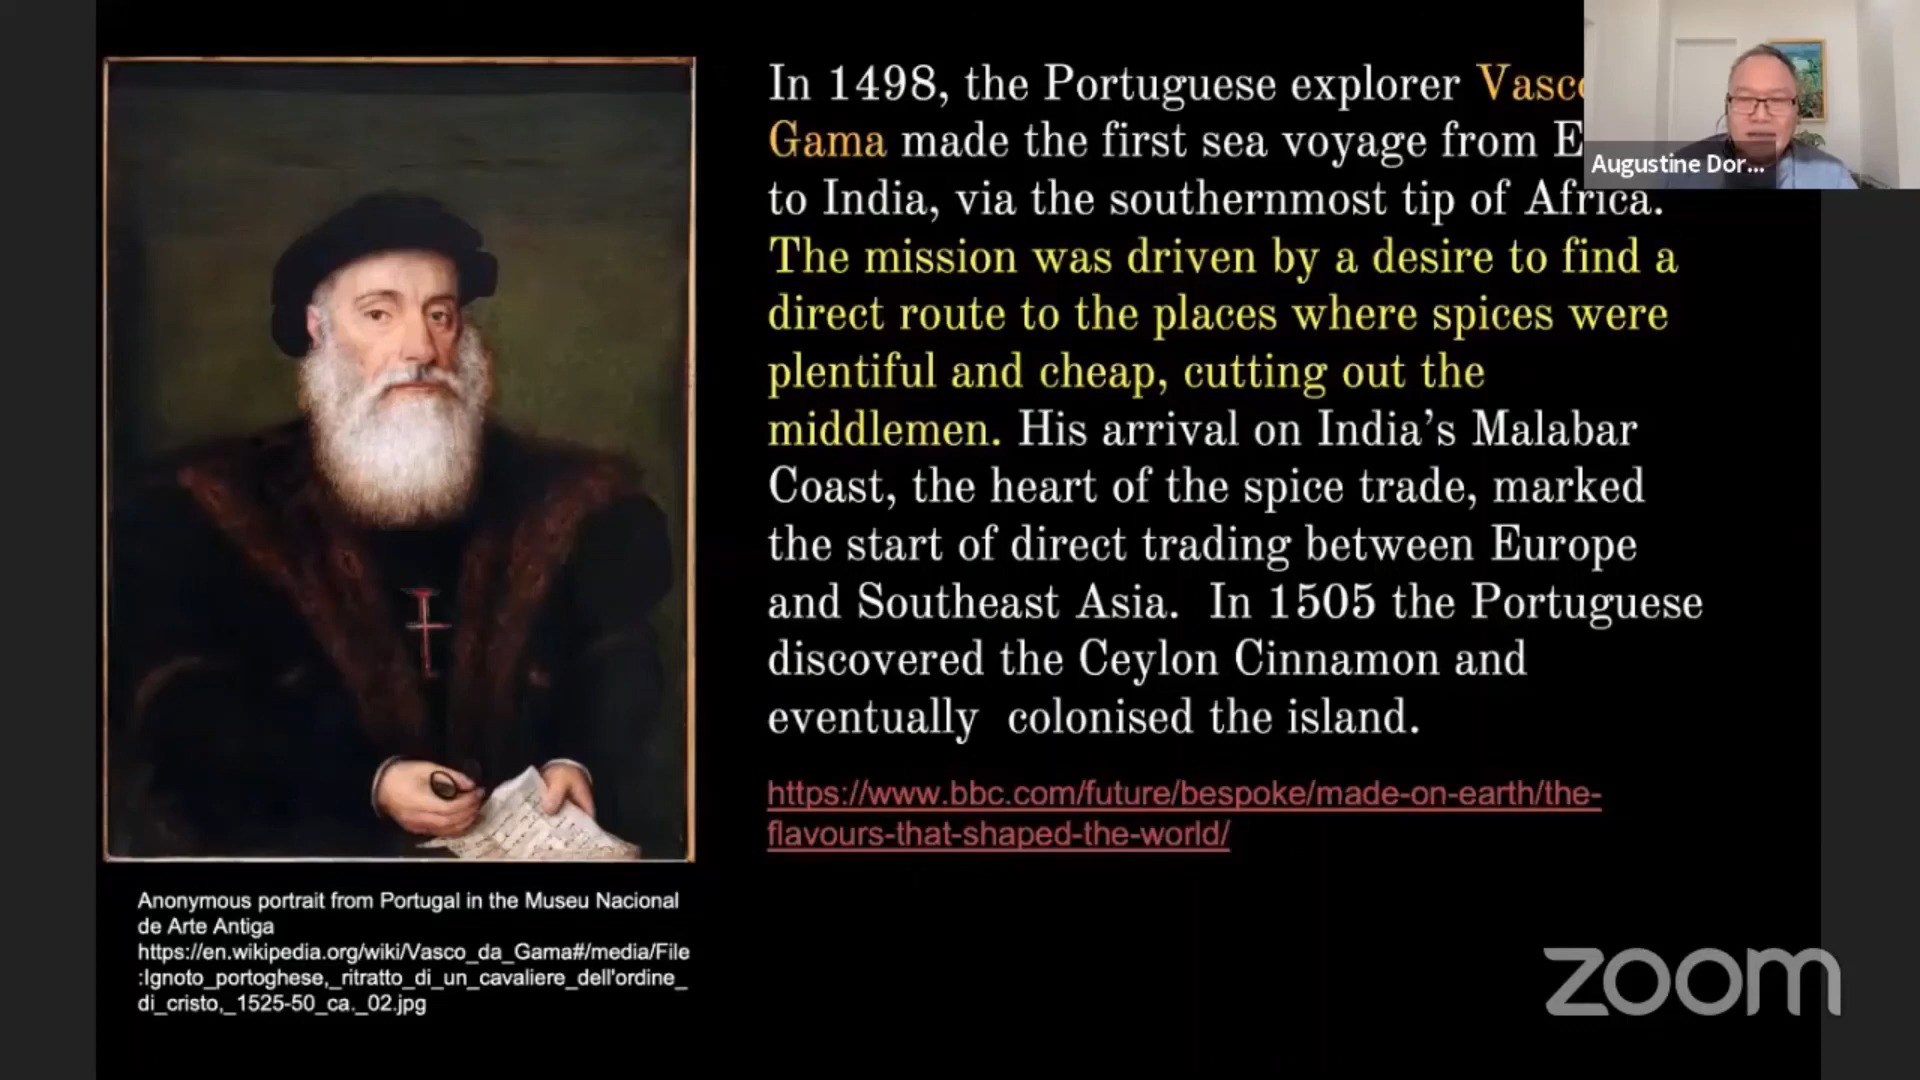 In 1498, the Portuguese explorer
Gama made the first sea voyage from
to India, via the southernmost tip of Africa.
The mission was driven by a desire to find a
direct route to the places where spices were
plentiful and cheap, cutting out the
middlemen. His arrival on India's Malabar
Coast, the heart of the spice trade, marked
the start of direct trading between Europe
and Southeast Asia. In 1505 the Portuguese
discovered the Ceylon Cinnamon and
eventually colonised the island.
https://www.bbc.com/future/bespoke/made-on-earth/the-
flavours-that-shaped-the-world/
Anonymous portrait from Portugal in the Museu Nacional
de Arte Antiga
https://en.wikipedia.org/wiki/Vasco_da_Gama#/media/File
:Ignoto_portoghese,_ritratto_di_un_cavaliere_dell'ordine_
di_cristo,_1525-50_ca._02.jpg
Augustine Dor...
zoom